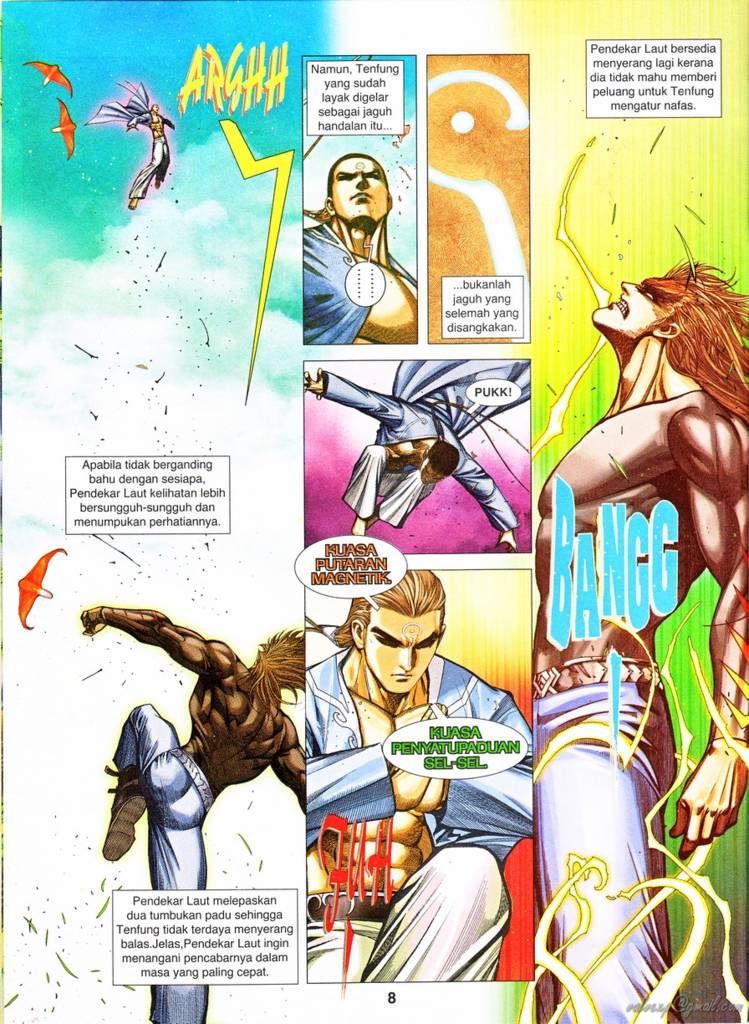 ARGHH
Apabila tidak berganding
bahu dengan sesiapa,
Pendekar Laut kelihatan lebih
bersungguh-sungguh dan
menumpukan perhatiannya.
Pendekar Laut melepaskan
dua tumbukan padu sehingga
Tenfung tidak terdaya menyerang
balas.Jelas,Pendekar Laut ingin
menangani pencabarnya dalam
masa yang paling cepat.
Namun, Tenfung
yang sudah
layak digelar
sebagai jaguh
handalan itu...
...bukanlah
jaguh yang
selemah yang
disangkakan.
PUKK!
KUASA
PUTARAN
MAGNETIK.
KUASA
PENYATUPADUAN
SEL-SEL.
Pendekar Laut bersedia
menyerang lagi kerana
dia tidak mahu memberi
peluang untuk Tenfung
mengatur nafas.
BANGG
8